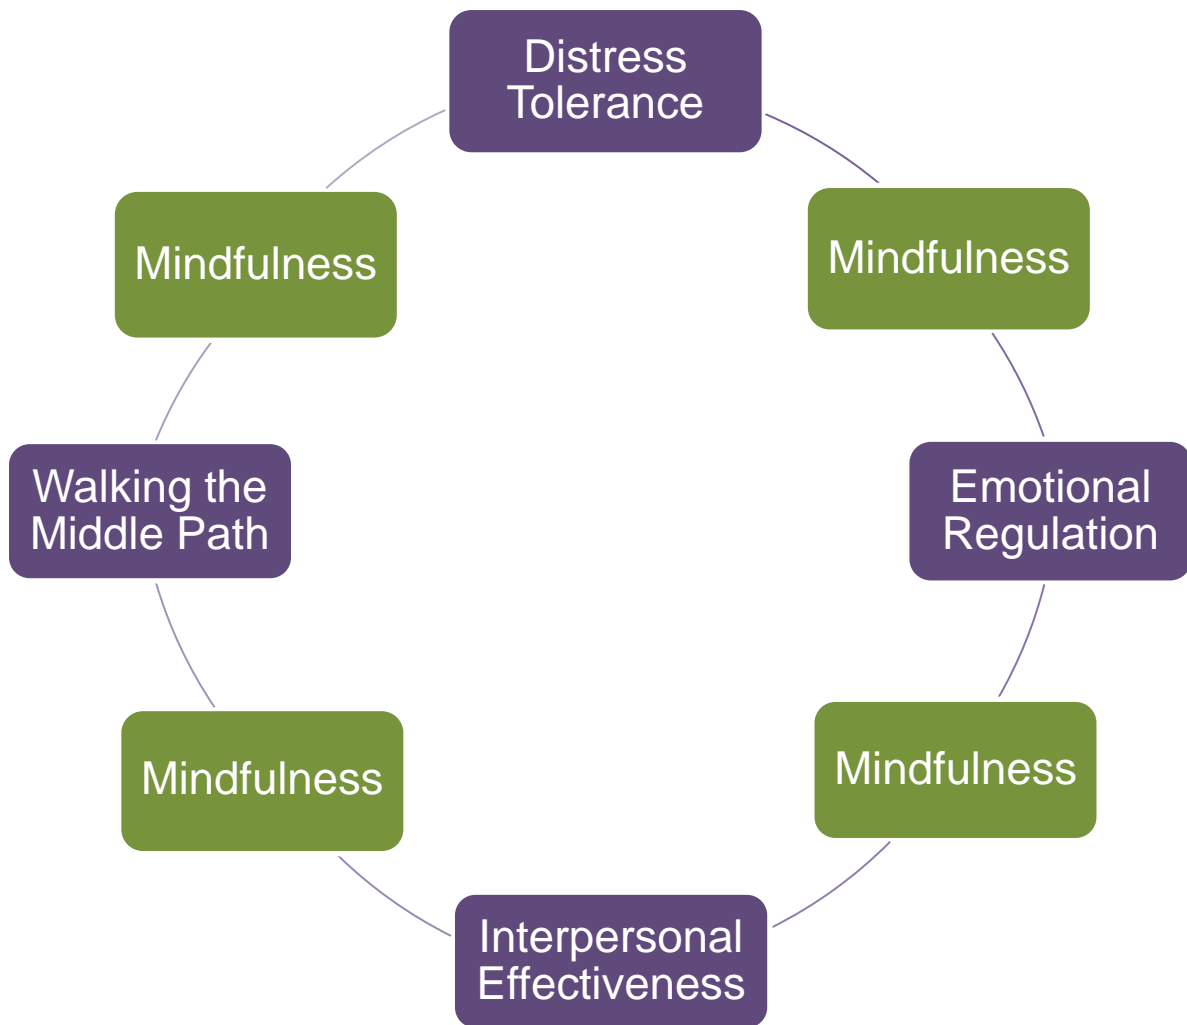 Distress
Tolerance
Mindfulness
Mindfulness
Walking the
Middle Path
Emotional
Regulation
Mindfulness
Mindfulness
Interpersonal
Effectiveness